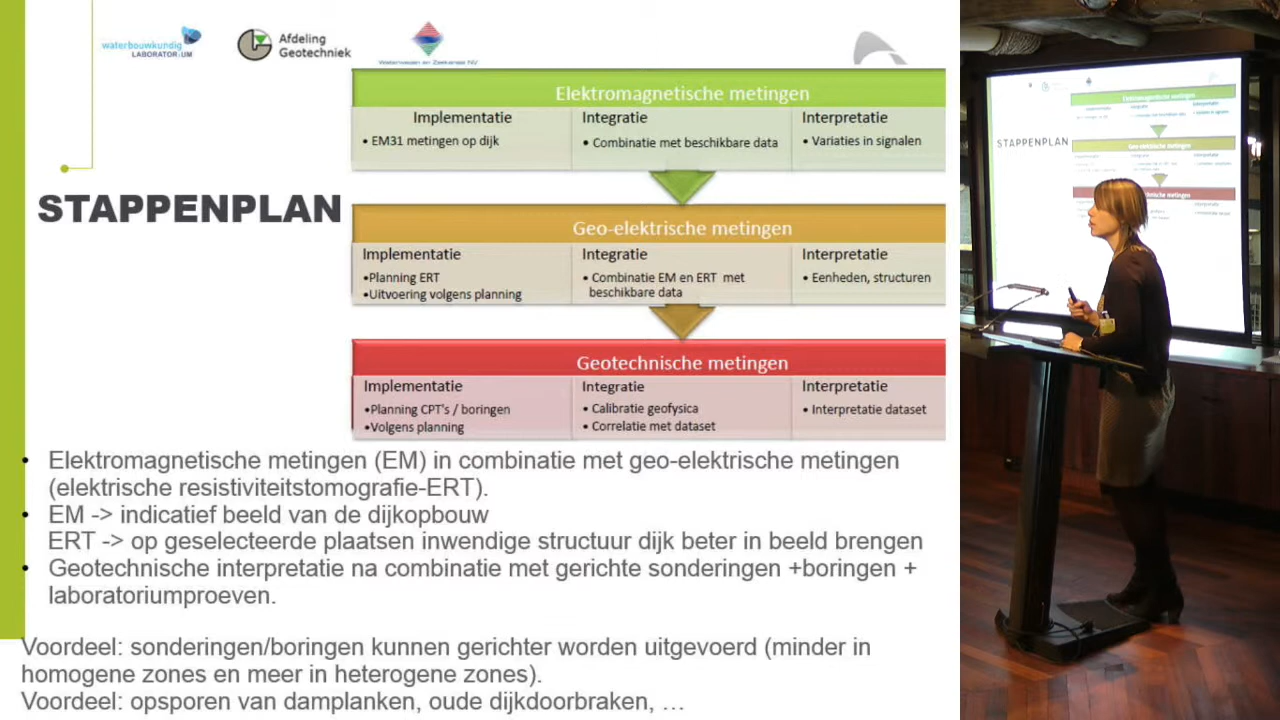 waterbouwkundig
LABORATORIUM
Afdeling
Geotechniek
Waterwegen en Zeekanaal NV
STAPPENPLAN
Elektromagnetische metingen
Implementatie
• EM31 metingen op dijk
Integratie
• Combinatie met beschikbare data
Interpretatie
• Variaties in signalen
Geo-elektrische metingen
Implementatie
•Planning ERT
•Uitvoering volgens planning
Integratie
• Combinatie EM en ERT met
beschikbare data
Interpretatie
• Eenheden, structuren
Geotechnische metingen
Implementatie
•Planning CPT's / boringen
•Volgens planning
Integratie
• Calibratie geofysica
• Correlatie met dataset
Interpretatie
• Interpretatie dataset
• Elektromagnetische metingen (EM) in combinatie met geo-elektrische metingen
(elektrische resistiviteitstomografie-ERT).
• EM -> indicatief beeld van de dijkopbouw
ERT -> op geselecteerde plaatsen inwendige structuur dijk beter in beeld brengen
• Geotechnische interpretatie na combinatie met gerichte sonderingen +boringen +
laboratoriumproeven.
Voordeel: sonderingen/boringen kunnen gerichter worden uitgevoerd (minder in
homogene zones en meer in heterogene zones).
Voordeel: opsporen van damplanken, oude dijkdoorbraken, …
STAPPENPLAN